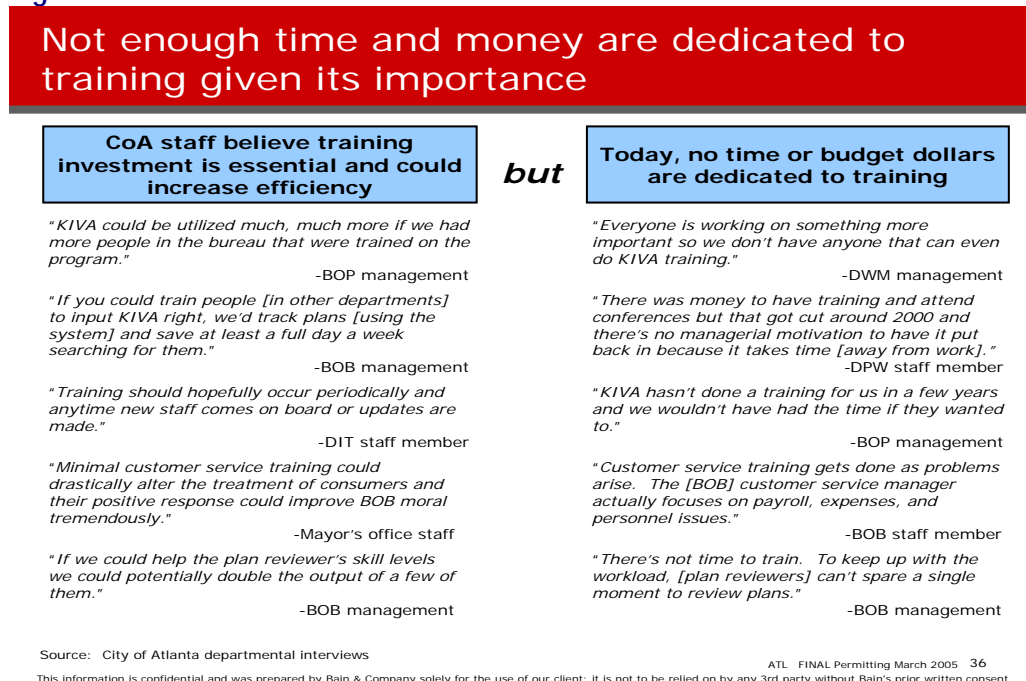 Not enough time and money are dedicated to
training given its importance
CoA staff believe training
investment is essential and could
increase efficiency
but
Today, no time or budget dollars
are dedicated to training
“KIVA could be utilized much, much more if we had
more people in the bureau that were trained on the
program.”
-BOP management
“If you could train people [in other departments]
to input KIVA right, we’d track plans [using the
system] and save at least a full day a week
searching for them.”
-BOB management
“Training should hopefully occur periodically and
anytime new staff comes on board or updates are
made.”
-DIT staff member
“Minimal customer service training could
drastically alter the treatment of consumers and
their positive response could improve BOB moral
tremendously.”
-Mayor’s office staff
“If we could help the plan reviewer’s skill levels
we could potentially double the output of a few of
them.”
-BOB management
“Everyone is working on something more
important so we don’t have anyone that can even
do KIVA training.”
-DWM management
“There was money to have training and attend
conferences but that got cut around 2000 and
there’s no managerial motivation to have it put
back in because it takes time [away from work].”
-DPW staff member
“KIVA hasn’t done a training for us in a few years
and we wouldn’t have had the time if they wanted
to.”
-BOP management
“Customer service training gets done as problems
arise. The [BOB] customer service manager
actually focuses on payroll, expenses, and
personnel issues.”
-BOB staff member
“There’s not time to train. To keep up with the
workload, [plan reviewers] can’t spare a single
moment to review plans.”
-BOB management
Source: City of Atlanta departmental interviews
ATL FINAL Permitting March 2005 36
This information is confidential and was prepared by Bain & Company solely for the use of our client; it is not to be relied on by any 3rd party without Bain's prior written consent